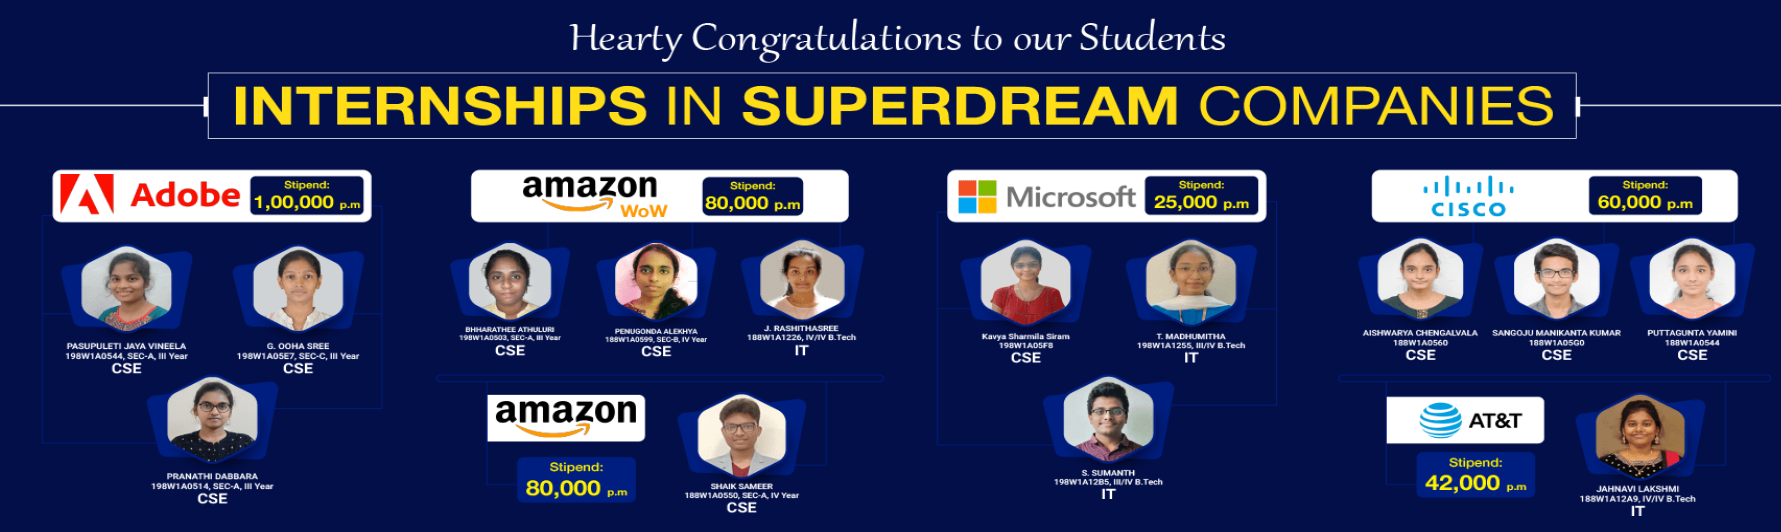 Hearty Congratulations to our Students
INTERNSHIPS IN SUPERDREAM COMPANIES
Adobe
Stipend:
1,00,000 p.m
PASUPULETI JAYA VINEELA
198W1A0544, SEC-A, III Year
CSE
G. OOHA SREE
198W1A05E7, SEC-C, III Year
CSE
PRANATHI DABBARA
198W1A0514, SEC-A, III Year
CSE
amazon
WoW
Stipend:
80,000 p.m
BHHARATHEE ATHULURI
198W1A0503, SEC-A, III Year
CSE
PENUGONDA ALEKHYA
188W1A0599, SEC-B, IV Year
CSE
J. RASHITHASREE
188W1A1226, IV/IV B.Tech
IT
amazon
Stipend:
80,000 p.m
SHAIK SAMEER
188W1A0550, SEC-A, IV Year
CSE
Microsoft
Stipend:
25,000 p.m
Kavya Sharmila Siram
198W1A05F8
CSE
T. MADHUMITHA
198W1A1255, III/IV B.Tech
IT
S. SUMANTH
198W1A12B5, III/IV B.Tech
IT
CISCO
Stipend:
60,000 p.m
AISHWARYA CHENGALVALA
188W1A0560
CSE
SANGOJU MANIKANTA KUMAR
188W1A05G0
CSE
PUTTAGUNTA YAMINI
188W1A0544
CSE
AT&T
Stipend:
42,000 p.m
JAHNAVI LAKSHMI
188W1A12A9, IV/IV B.Tech
IT